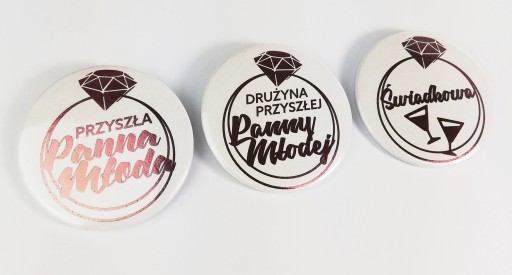 PRZYSZŁA
Panna
Młoda
DRUŻYNA
PRZYSZŁEJ
Panny
Młodej
Świadkowa